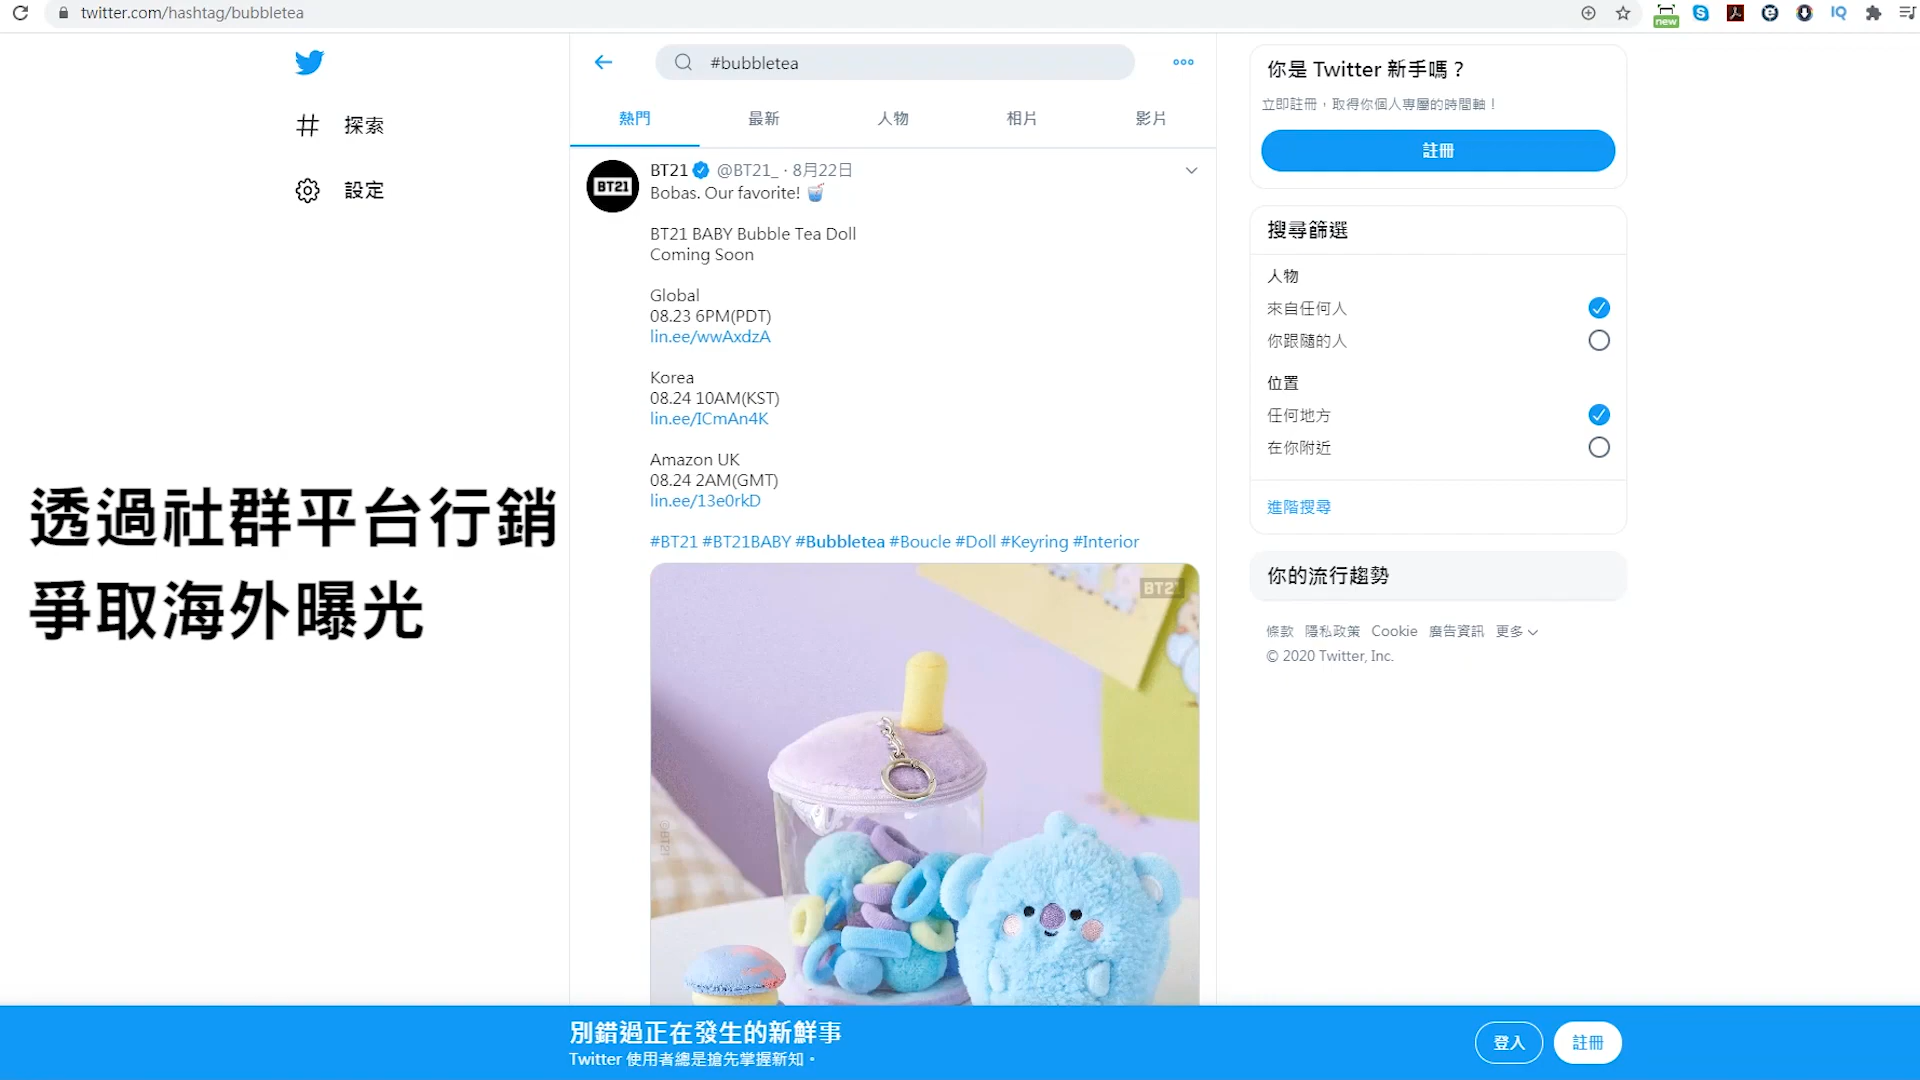 twitter.com/hashtag/bubbletea
new
IQ
#bubbletea
探索
設定
熱門
最新
人物
相片
影片
BT21
BT21 @BT21_ · 8月22日
Bobas. Our favorite!
BT21 BABY Bubble Tea Doll
Coming Soon
Global
08.23 6PM(PDT)
lin.ee/wwAxdzA
Korea
08.24 10AM(KST)
lin.ee/ICmAn4K
Amazon UK
08.24 2AM(GMT)
lin.ee/13e0rkD
#BT21 #BT21BABY #Bubbletea #Boucle #Doll #Keyring #Interior
BT21
@BT21
透過社群平台行銷
爭取海外曝光
你是 Twitter 新手嗎？
立即註冊，取得你個人專屬的時間軸！
註冊
搜尋篩選
人物
來自任何人
你跟隨的人
位置
任何地方
在你附近
進階搜尋
你的流行趨勢
條款 隱私政策 Cookie 廣告資訊 更多
© 2020 Twitter, Inc.
別錯過正在發生的新鮮事
Twitter 使用者總是搶先掌握新知。
登入
註冊